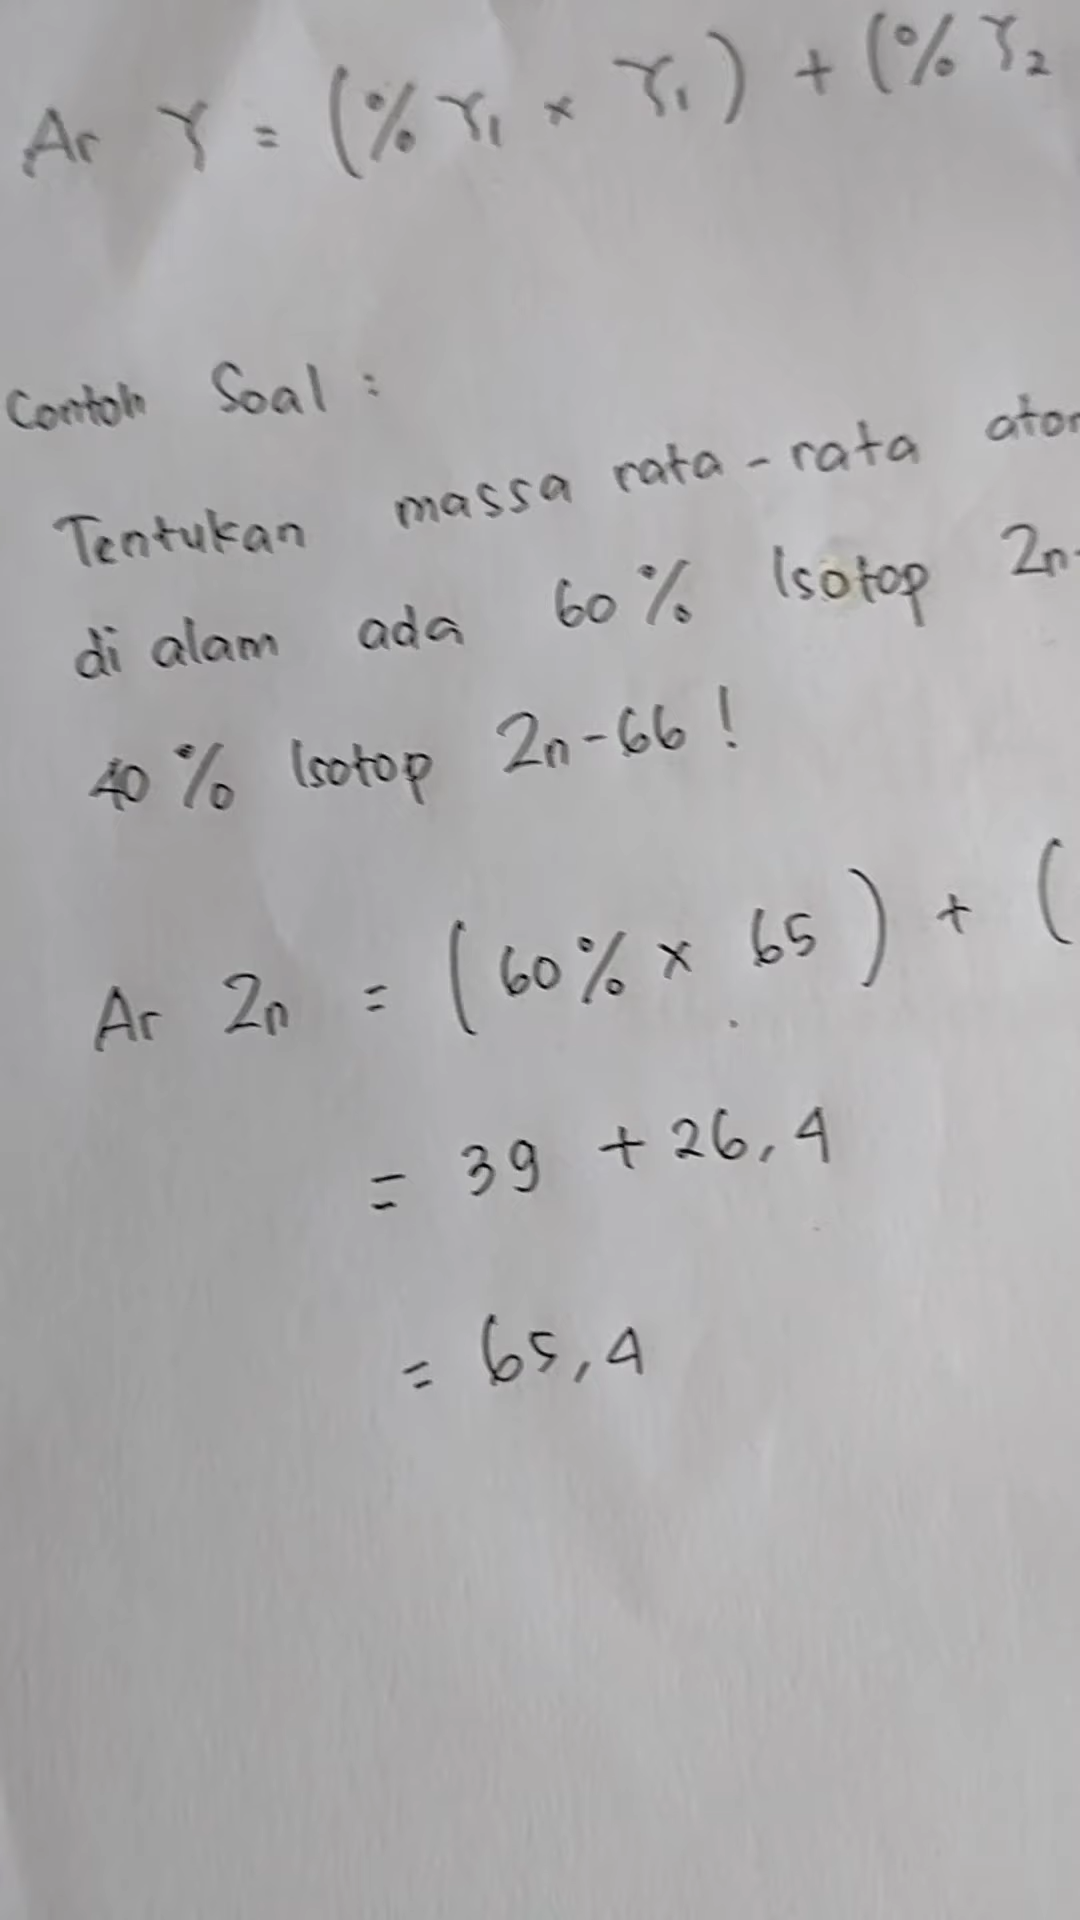 Ar Y = (% Y₁ × Y₁) + (% Y₂
Contoh Soal :
Tentukan massa rata-rata
di alam ada 60% Isotop Zn-
40% Isotop Zn-66!
Ar Zn = (60% × 65) + (
= 39 + 26,4
= 65,4